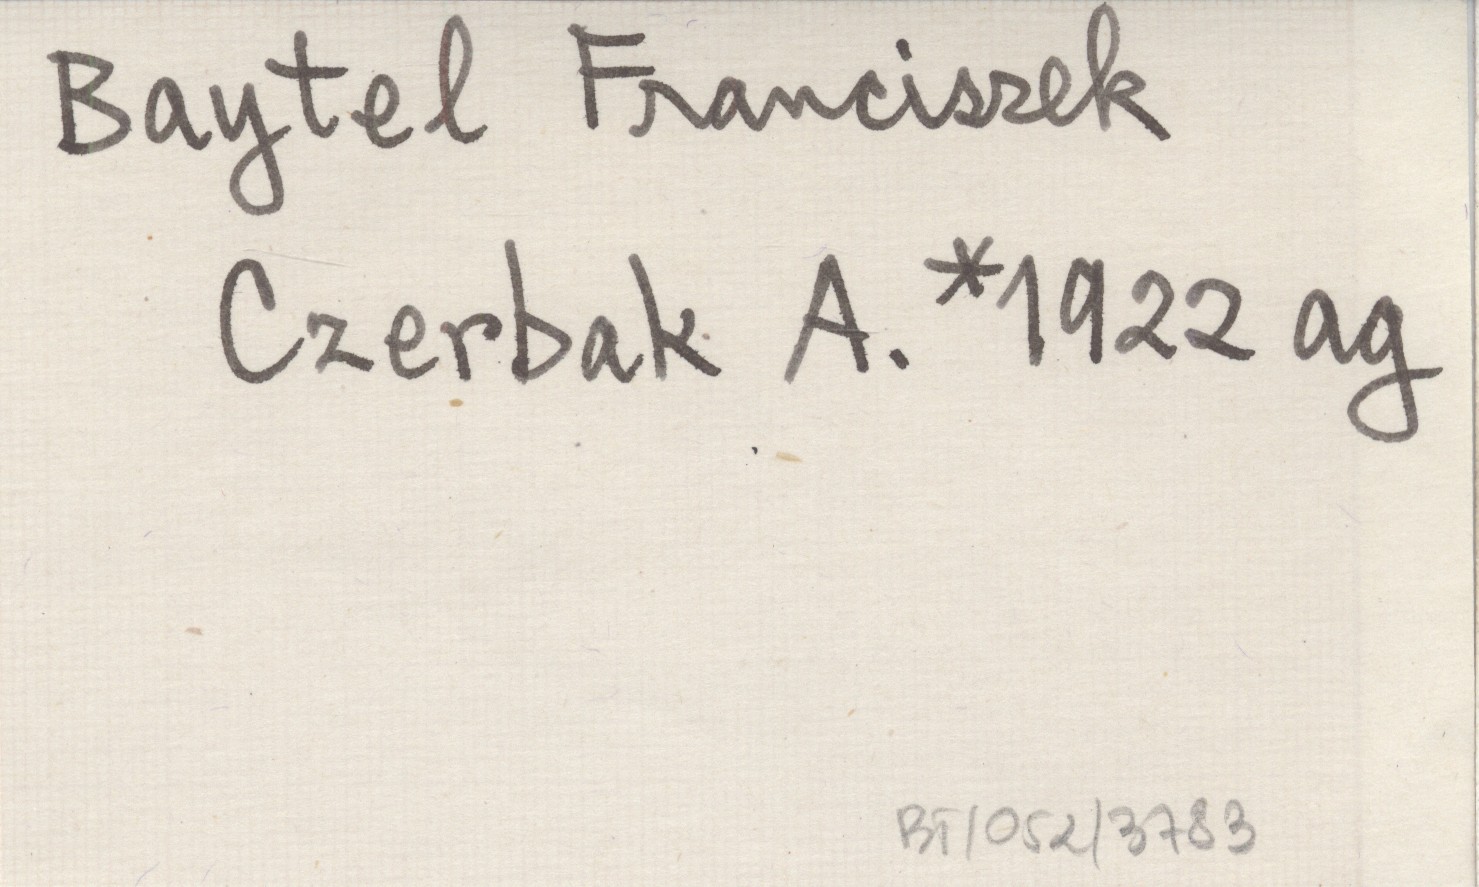 Baytel Franciszek
Czerbak A. *1922 ag
BT/052/3783